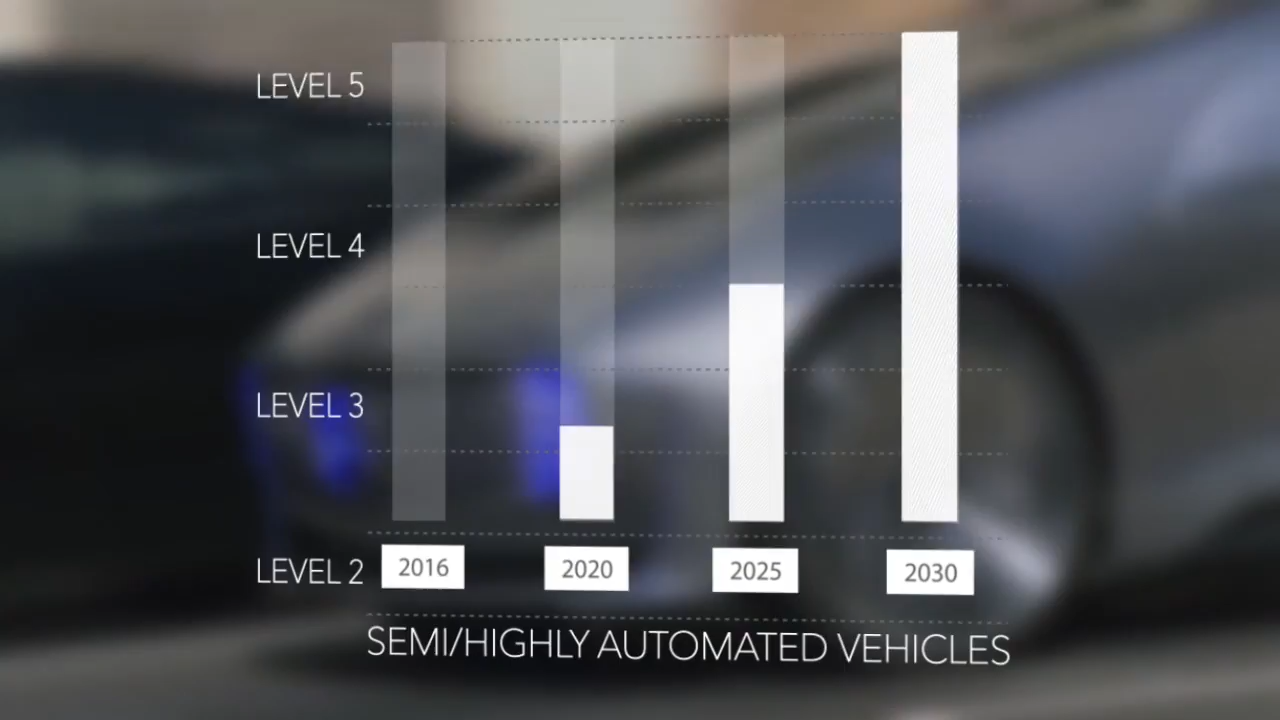 LEVEL 5
LEVEL 4
LEVEL 3
LEVEL 2
2016
2020
2025
2030
SEMI/HIGHLY AUTOMATED VEHICLES